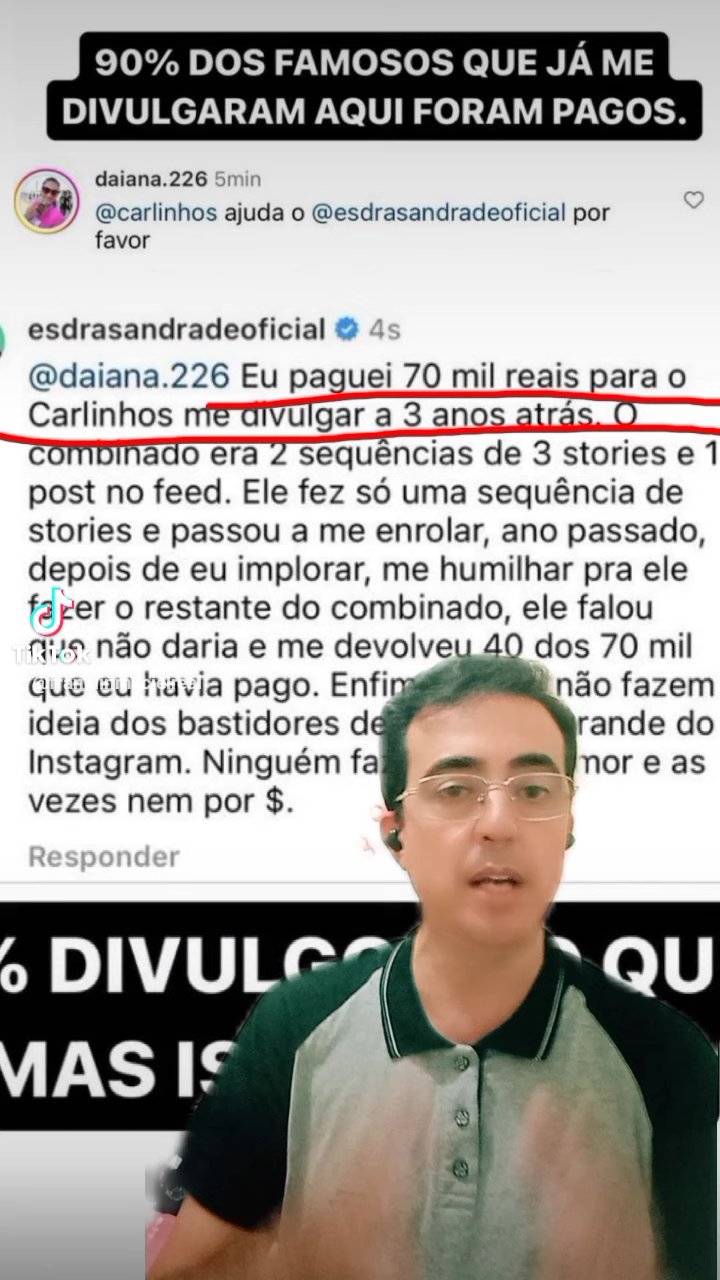 90% DOS FAMOSOS QUE JÁ ME
DIVULGARAM AQUI FORAM PAGOS.
daiana.226 5min
@carlinhos ajuda o @esdrasandradeoficial por
favor
esdrasandradeoficial 4s
@daiana.226 Eu paguei 70 mil reais para o
Carlinhos me divulgar a 3 anos atrás. O
combinado era 2 sequências de 3 stories e 1
post no feed. Ele fez só uma sequência de
stories e passou a me enrolar, ano passado,
depois de eu implorar, me humilhar pra ele
fazer o restante do combinado, ele falou
que não daria e me devolveu 40 dos 70 mil
TikTok
que eu havia pago. Enfim não fazem
ideia dos bastidores de grande do
Instagram. Ninguém faz mor e as
vezes nem por $.
Responder
% DIVULG QU
MAS IS